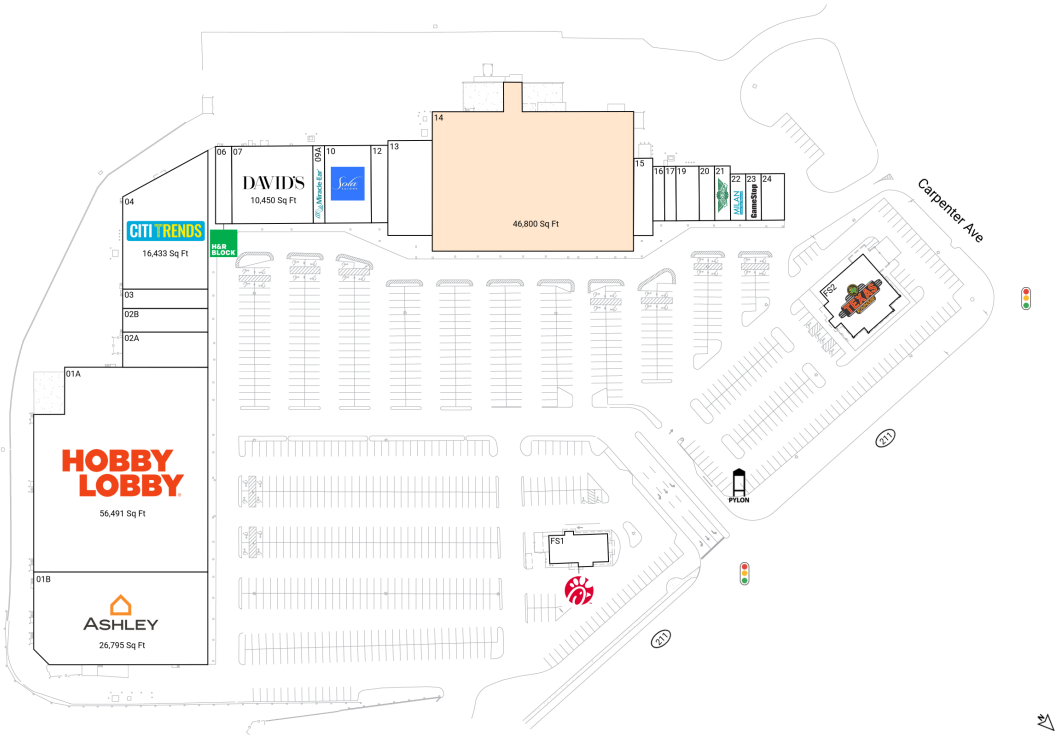 14
13
06
07
09A
10
12
15
16
17
19
20
21
22
23
24
DAVID'S
10,450 Sq Ft
Miracle-Ear
Sola
SALONS
46,800 Sq Ft
MILAN
GameStop
Carpenter Ave
04
CITI TRENDS
16,433 Sq Ft
H&R
BLOCK
03
02B
02A
FS2
TEXAS
01A
HOBBY
LOBBY
56,491 Sq Ft
211
PYLON
FS1
01B
ASHLEY
26,795 Sq Ft
211
N